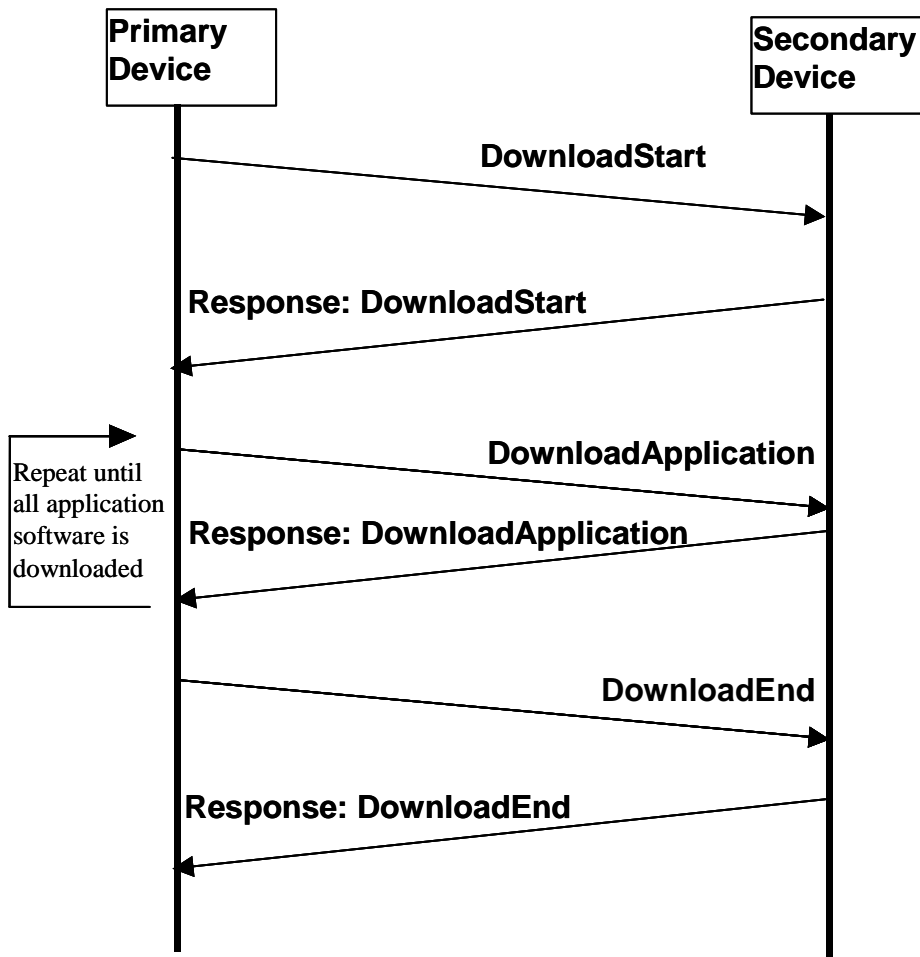 Primary
Device
Secondary
Device
DownloadStart
Response: DownloadStart
DownloadApplication
Repeat until
all application
software is
downloaded
Response: DownloadApplication
DownloadEnd
Response: DownloadEnd